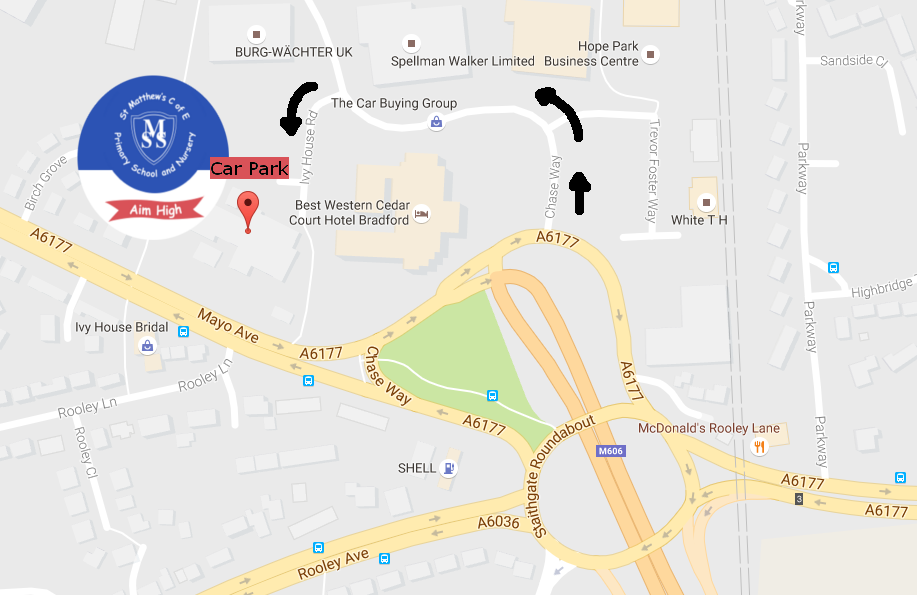 BURG-WÄCHTER UK
Spellman Walker Limited
Hope Park
Business Centre
Parkway
Sandside Cl
The Car Buying Group
St Matthew's C of E
MSS
Primary School and Nursery
Aim High
Car Park
Birch Grove
Ivy House Rd
Best Western Cedar
Court Hotel Bradford
Chase Way
Trevor Foster Way
White T H
Parkway
A6177
A6177
Highbridge
Ivy House Bridal
Mayo Ave
A6177
Chase Way
A6177
Parkway
Rooley Ln
Rooley Ln
Rooley Cl
A6177
McDonald's Rooley Lane
Staithgate Roundabout
M606
SHELL
Parkway
A6177
3
A6177
A6036
Rooley Ave